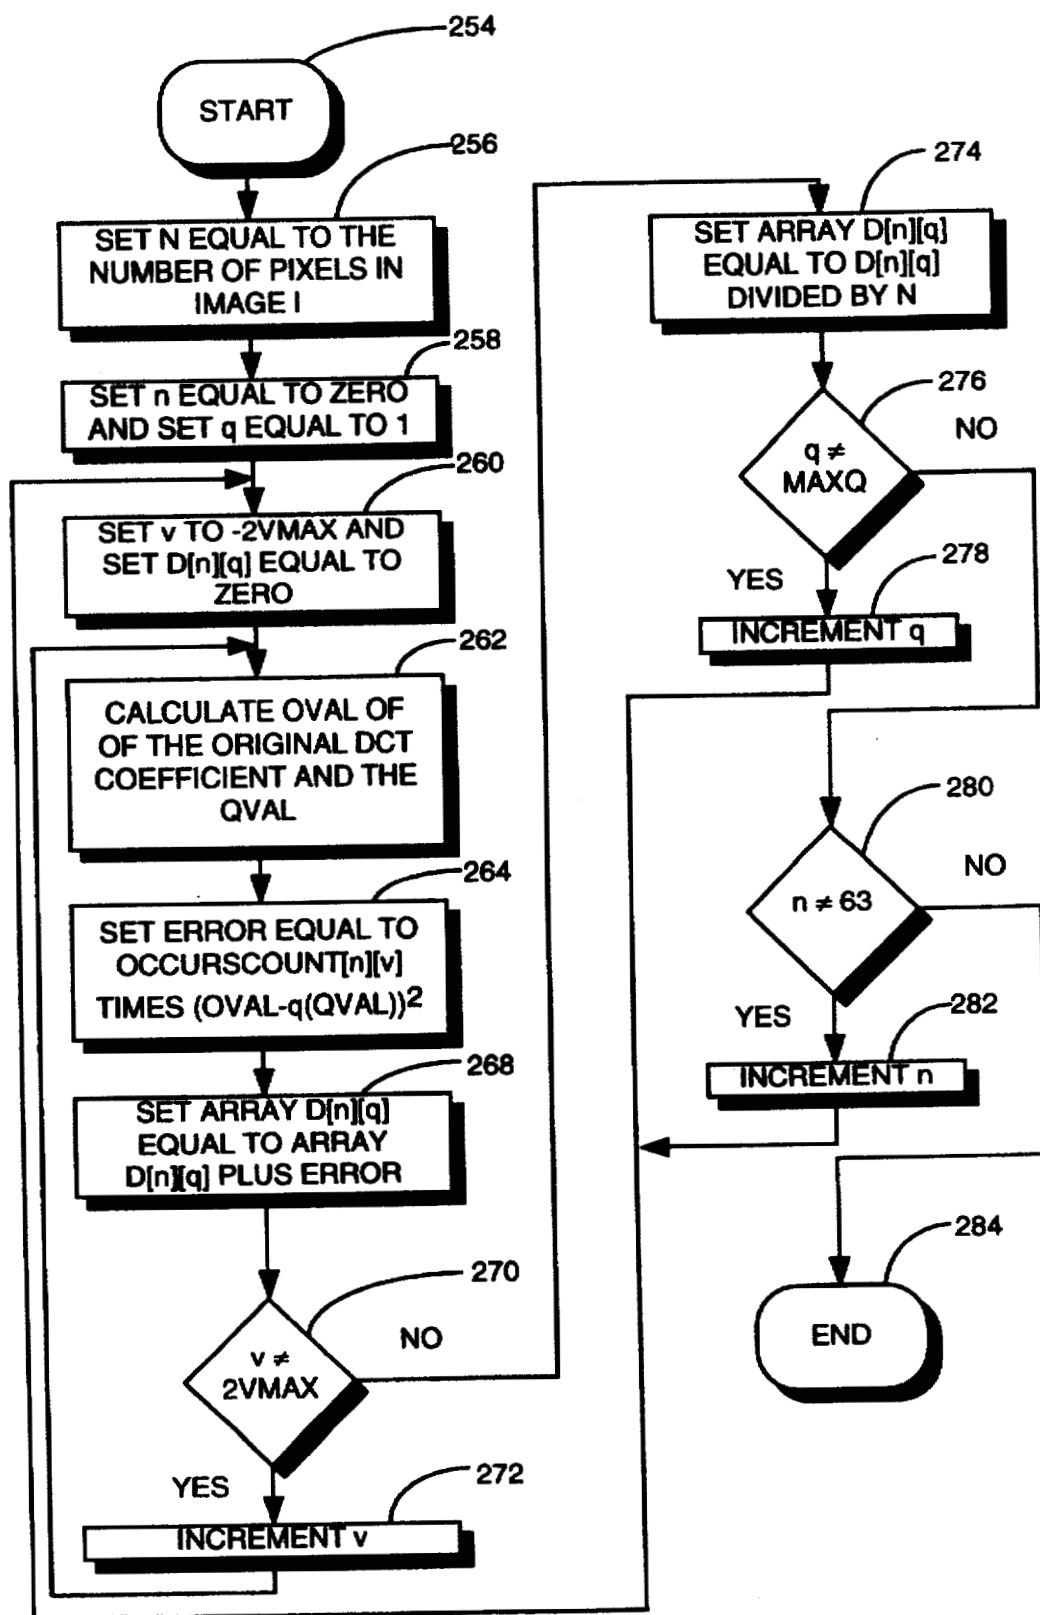 254
START
256
SET N EQUAL TO THE
NUMBER OF PIXELS IN
IMAGE I
258
SET n EQUAL TO ZERO
AND SET q EQUAL TO 1
260
SET v TO -2VMAX AND
SET D[n][q] EQUAL TO
ZERO
262
CALCULATE OVAL OF
OF THE ORIGINAL DCT
COEFFICIENT AND THE
QVAL
264
SET ERROR EQUAL TO
OCCURSCOUNT[n][v]
TIMES (OVAL-q(QVAL))²
268
SET ARRAY D[n][q]
EQUAL TO ARRAY
D[n][q] PLUS ERROR
270
v ≠
2VMAX
NO
YES
272
INCREMENT v
274
SET ARRAY D[n][q]
EQUAL TO D[n][q]
DIVIDED BY N
276
q ≠
MAXQ
NO
YES
278
INCREMENT q
280
n ≠ 63
NO
YES
282
INCREMENT n
284
END